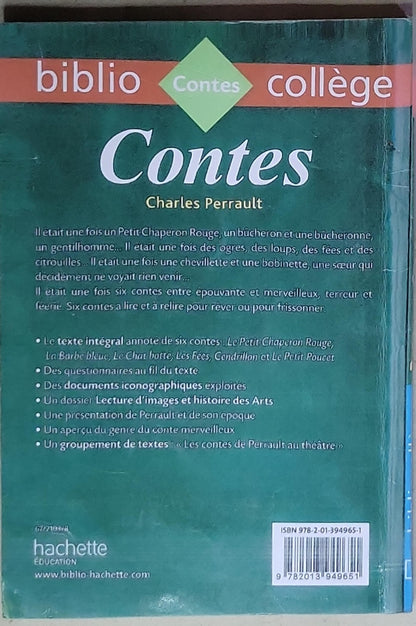 biblio Contes collège
Contes
Charles Perrault
Il était une fois un Petit Chaperon Rouge, un bûcheron et une bûcheronne,
un gentilhomme... Il était une fois des ogres, des loups, des fées et des
citrouilles... Il était une fois une chevillette et une bobinette, une sœur qui
décidément ne voyait rien venir...
Il était une fois six contes entre épouvante et merveilleux, terreur et
féerie. Six contes à lire et à relire pour rêver ou pour frissonner.
• Le texte intégral annoté de six contes : Le Petit Chaperon Rouge,
La Barbe bleue, Le Chat botté, Les Fées, Cendrillon et Le Petit Poucet
• Des questionnaires au fil du texte
• Des documents iconographiques exploités
• Un dossier Lecture d'images et histoire des Arts
• Une présentation de Perrault et de son époque
• Un aperçu du genre du conte merveilleux
• Un groupement de textes : « Les contes de Perrault au théâtre »
hachette
ÉDUCATION
www.biblio-hachette.com
ISBN 978-2-01-394965-1
9 782013 949651